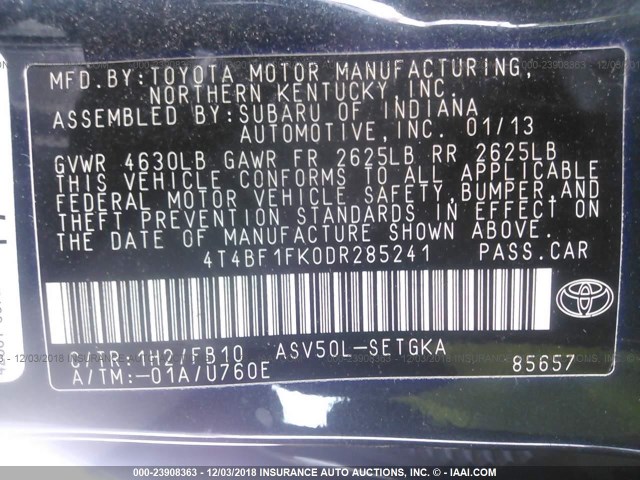 MFD.BY:TOYOTA MOTOR MANUFACTURING,
NORTHERN KENTUCKY INC.
ASSEMBLED BY:SUBARU OF INDIANA
AUTOMOTIVE,INC. 01/13
GVWR 4630LB GAWR FR 2625LB RR 2625LB
THIS VEHICLE CONFORMS TO ALL APPLICABLE
FEDERAL MOTOR VEHICLE SAFETY,BUMPER,AND
THEFT PREVENTION STANDARDS IN EFFECT ON
THE DATE OF MANUFACTURE SHOWN ABOVE.
4T4BF1FK0DR285241 PASS.CAR
C/TR:1H2/FB10 ASV50L-SETGKA
A/TM:-01A/U760E 85657
000-23908363 - 12/03/2018 INSURANCE AUTO AUCTIONS, INC. - © - IAAI.COM